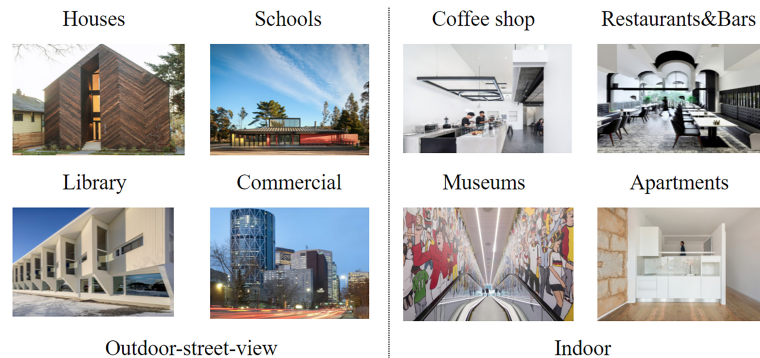 Houses
Schools
Coffee shop
Restaurants&Bars
Library
Commercial
Museums
Apartments
Outdoor-street-view
Indoor